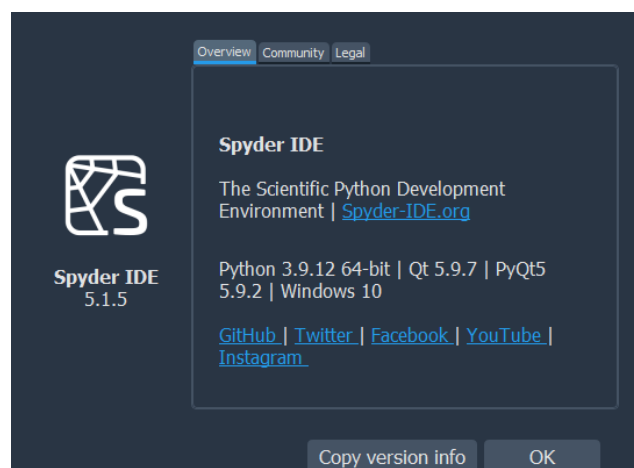 Overview Community Legal
Spyder IDE
The Scientific Python Development
Environment | Spyder-IDE.org
S
Spyder IDE
5.1.5
Python 3.9.12 64-bit | Qt 5.9.7 | PyQt5
5.9.2 | Windows 10
GitHub | Twitter | Facebook | YouTube |
Instagram
Copy version info OK